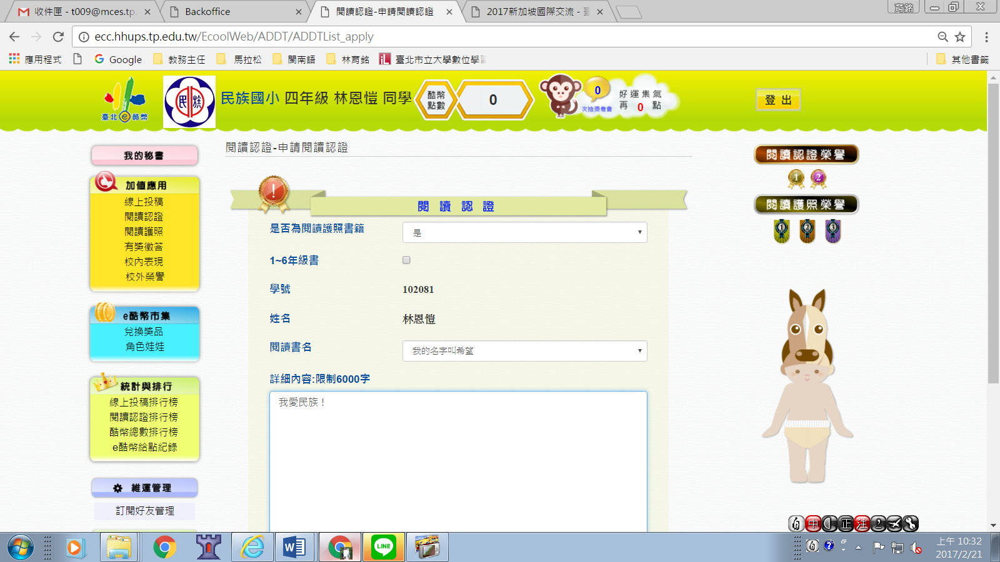 收件匣 - t009@mces.tp.
Backoffice
閱讀認證-申請閱讀認證
2017新加坡國際交流 - 臺
育銘
ecc.hhups.tp.edu.tw/EcoolWeb/ADDT/ADDTList_apply
應用程式
Google
教務主任
馬拉松
閩南語
林育銘
臺北市立大學數位學習
其他書籤
臺北e酷幣
民族
民族國小 四年級 林恩愷 同學
酷幣
點數
0
0
次抽獎機會
好運集氣
再 0 點
登出
我的秘書
加值應用
線上投稿
閱讀認證
閱讀護照
有獎徵答
校內表現
校外榮譽
e酷幣市集
兌換獎品
角色娃娃
統計與排行
線上投稿排行榜
閱讀認證排行榜
酷幣總數排行榜
e酷幣給點紀錄
維運管理
訂閱好友管理
閱讀認證-申請閱讀認證
!
閱讀認證
是否為閱讀護照書籍
是
1~6年級書
學號
102081
姓名
林恩愷
閱讀書名
我的名字叫希望
詳細內容:限制6000字
我愛民族！
閱讀認證榮譽
1
2
閱讀護照榮譽
1
2
3
中
正
注
LINE
上午 10:32
2017/2/21